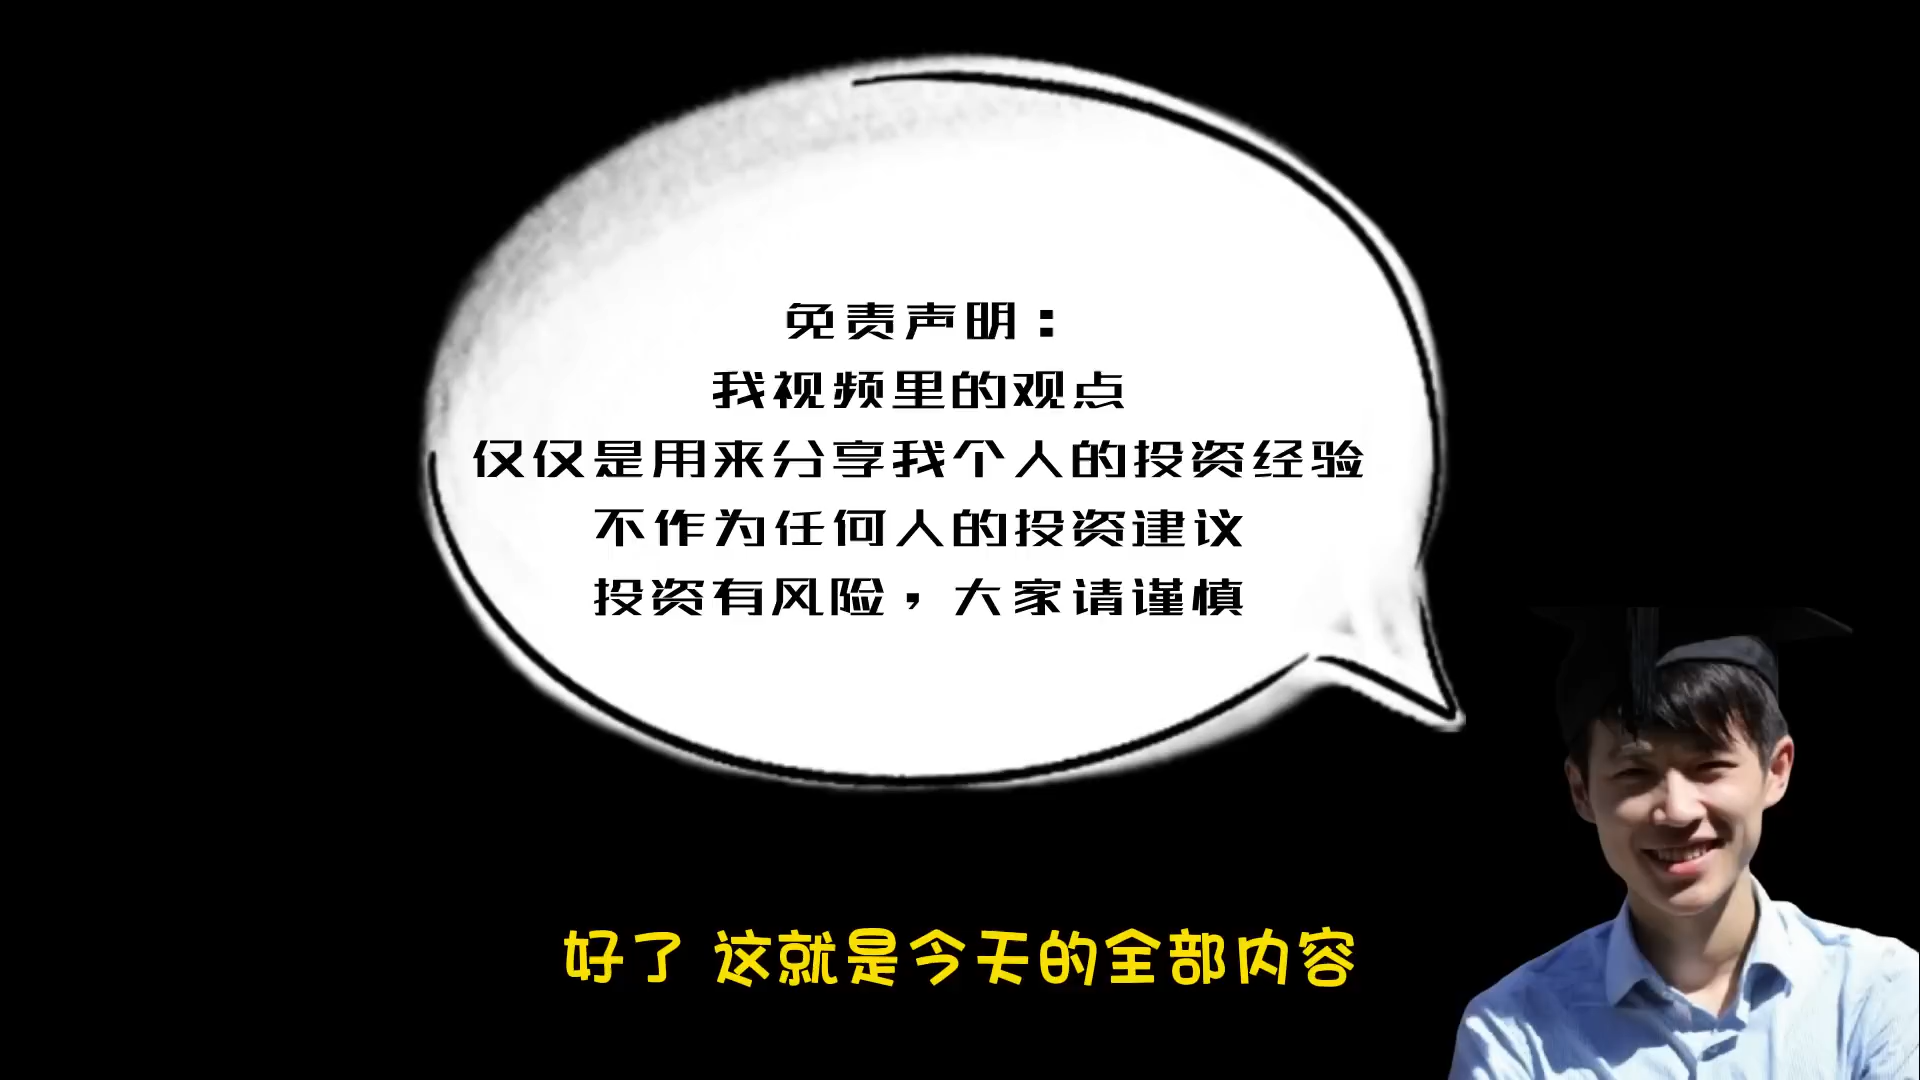 免责声明：
我视频里的观点
仅仅是用来分享我个人的投资经验
不作为任何人的投资建议
投资有风险，大家请谨慎
好了 这就是今天的全部内容